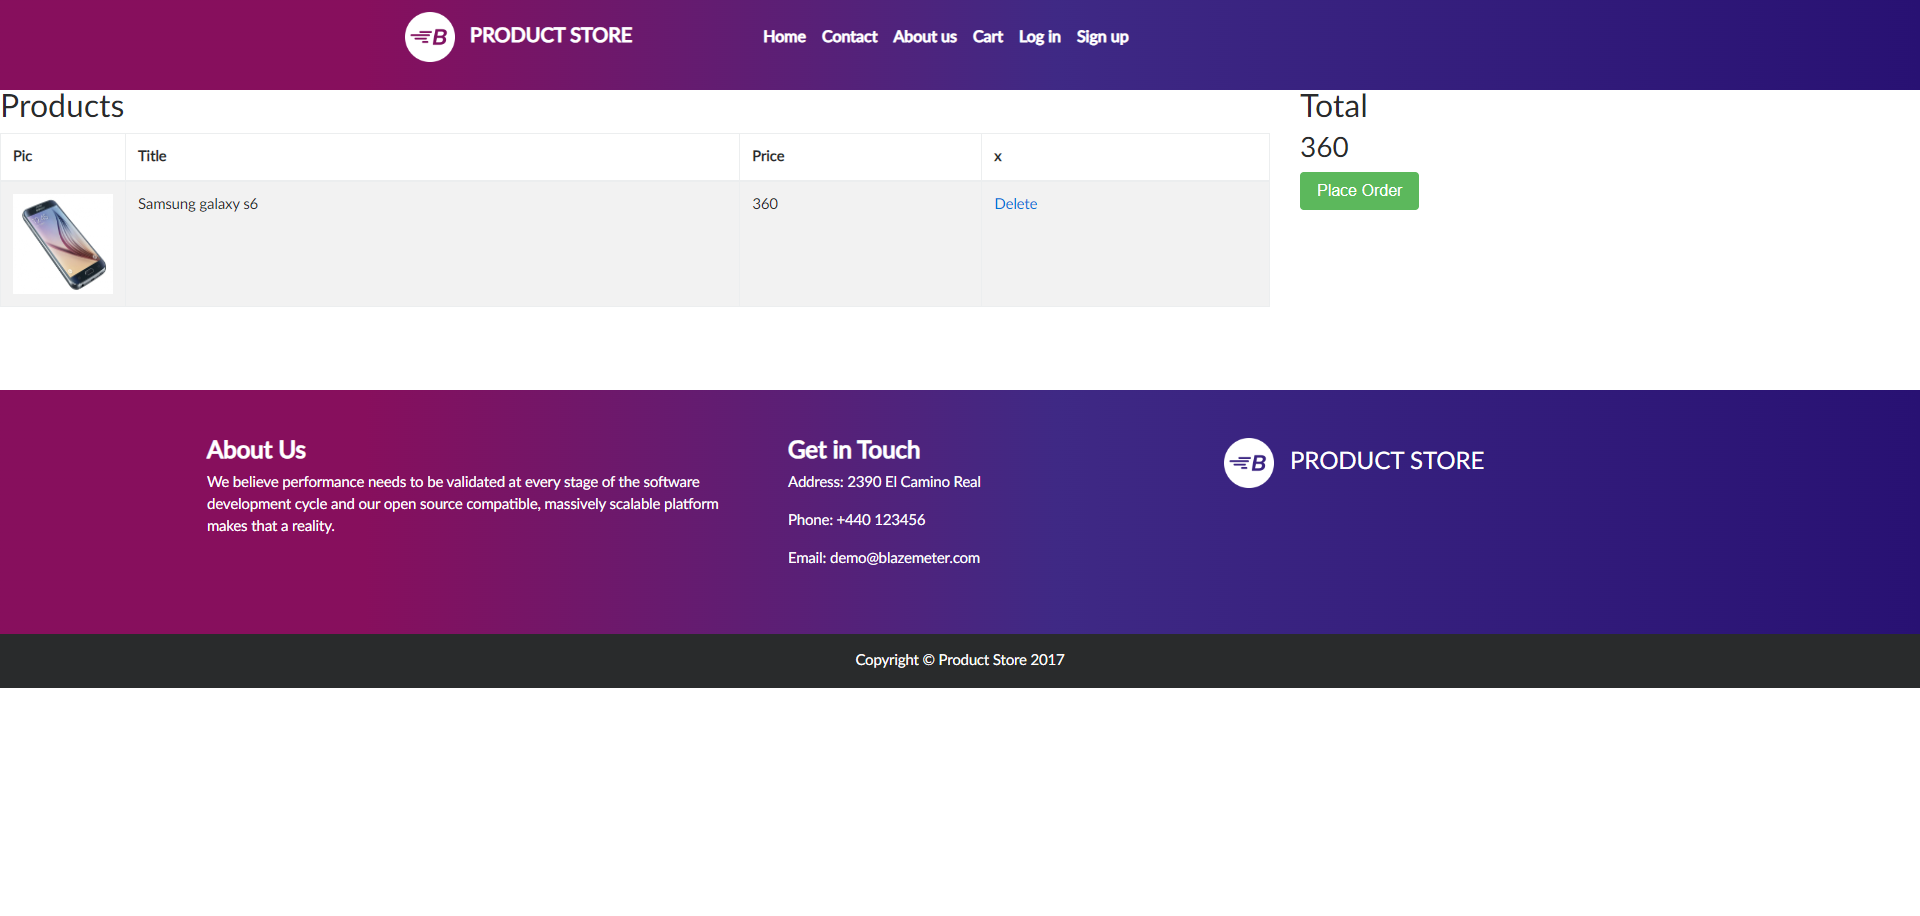 B PRODUCT STORE
Home Contact About us Cart Log in Sign up
Products
Total
Pic Title Price x
360
Samsung galaxy s6 360 Delete
Place Order
About Us
We believe performance needs to be validated at every stage of the software
development cycle and our open source compatible, massively scalable platform
makes that a reality.
Get in Touch
Address: 2390 El Camino Real
Phone: +440 123456
Email: demo@blazemeter.com
B PRODUCT STORE
Copyright © Product Store 2017